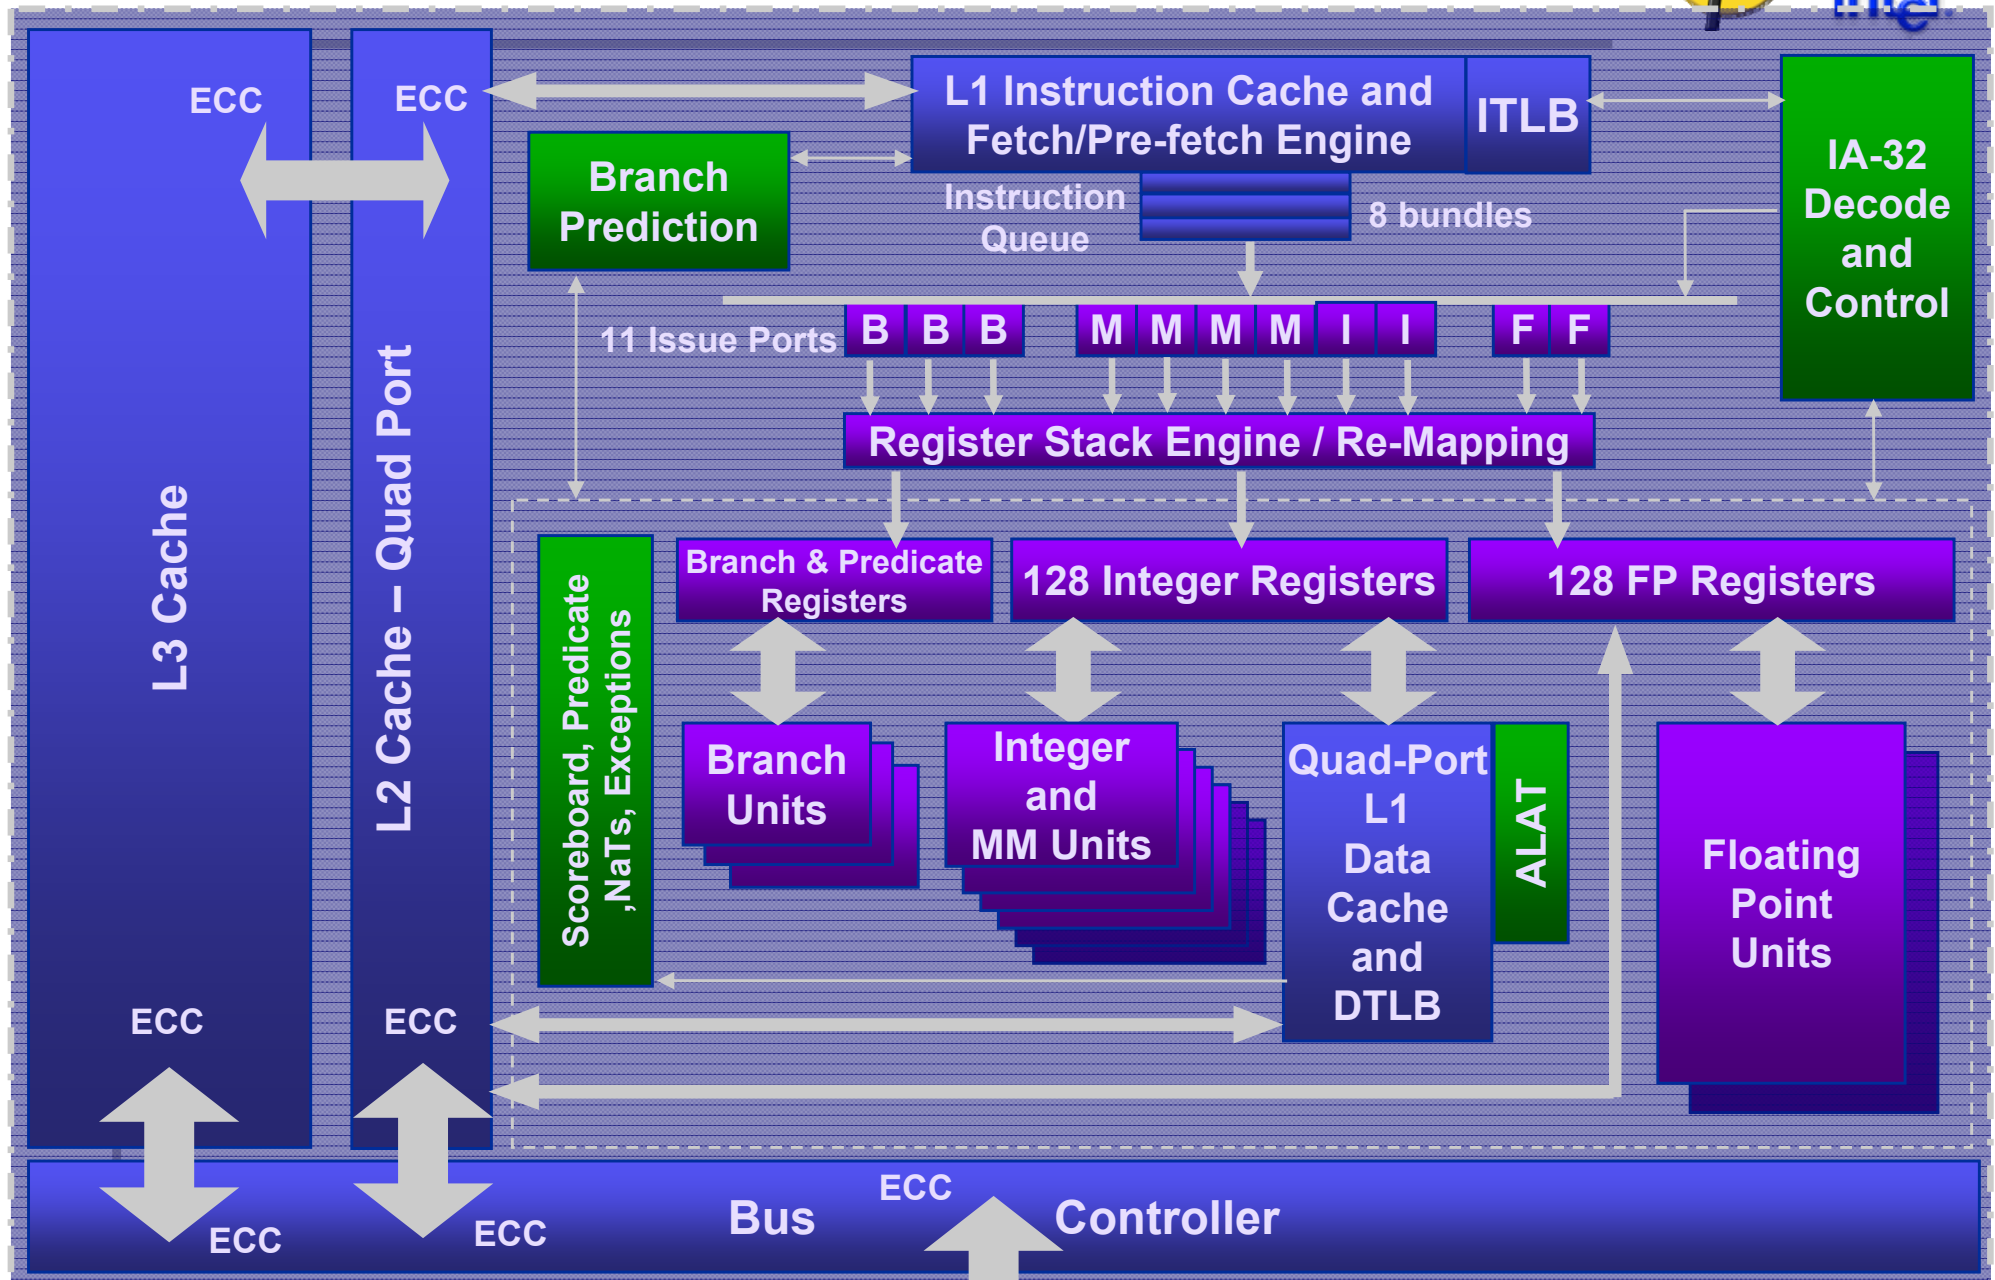 intel.
ECC
ECC
L1 Instruction Cache and
Fetch/Pre-fetch Engine
ITLB
IA-32
Decode
and
Control
Branch
Prediction
Instruction
Queue
8 bundles
11 Issue Ports
B B B M M M M I I F F
Register Stack Engine / Re-Mapping
L3 Cache
L2 Cache – Quad Port
Scoreboard, Predicate
,NaTs, Exceptions
Branch & Predicate
Registers
128 Integer Registers
128 FP Registers
Branch
Units
Integer
and
MM Units
Quad-Port
L1
Data
Cache
and
DTLB
ALAT
Floating
Point
Units
ECC
ECC
ECC
ECC
Bus
ECC
Controller